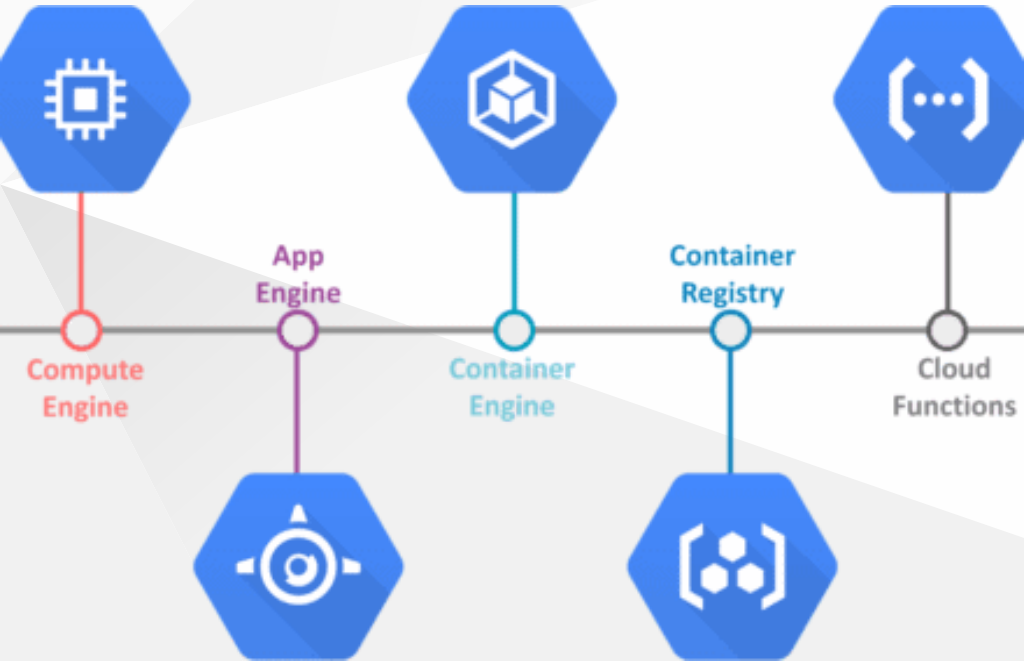 App
Engine
Container
Registry
Compute
Engine
Container
Engine
Cloud
Functions